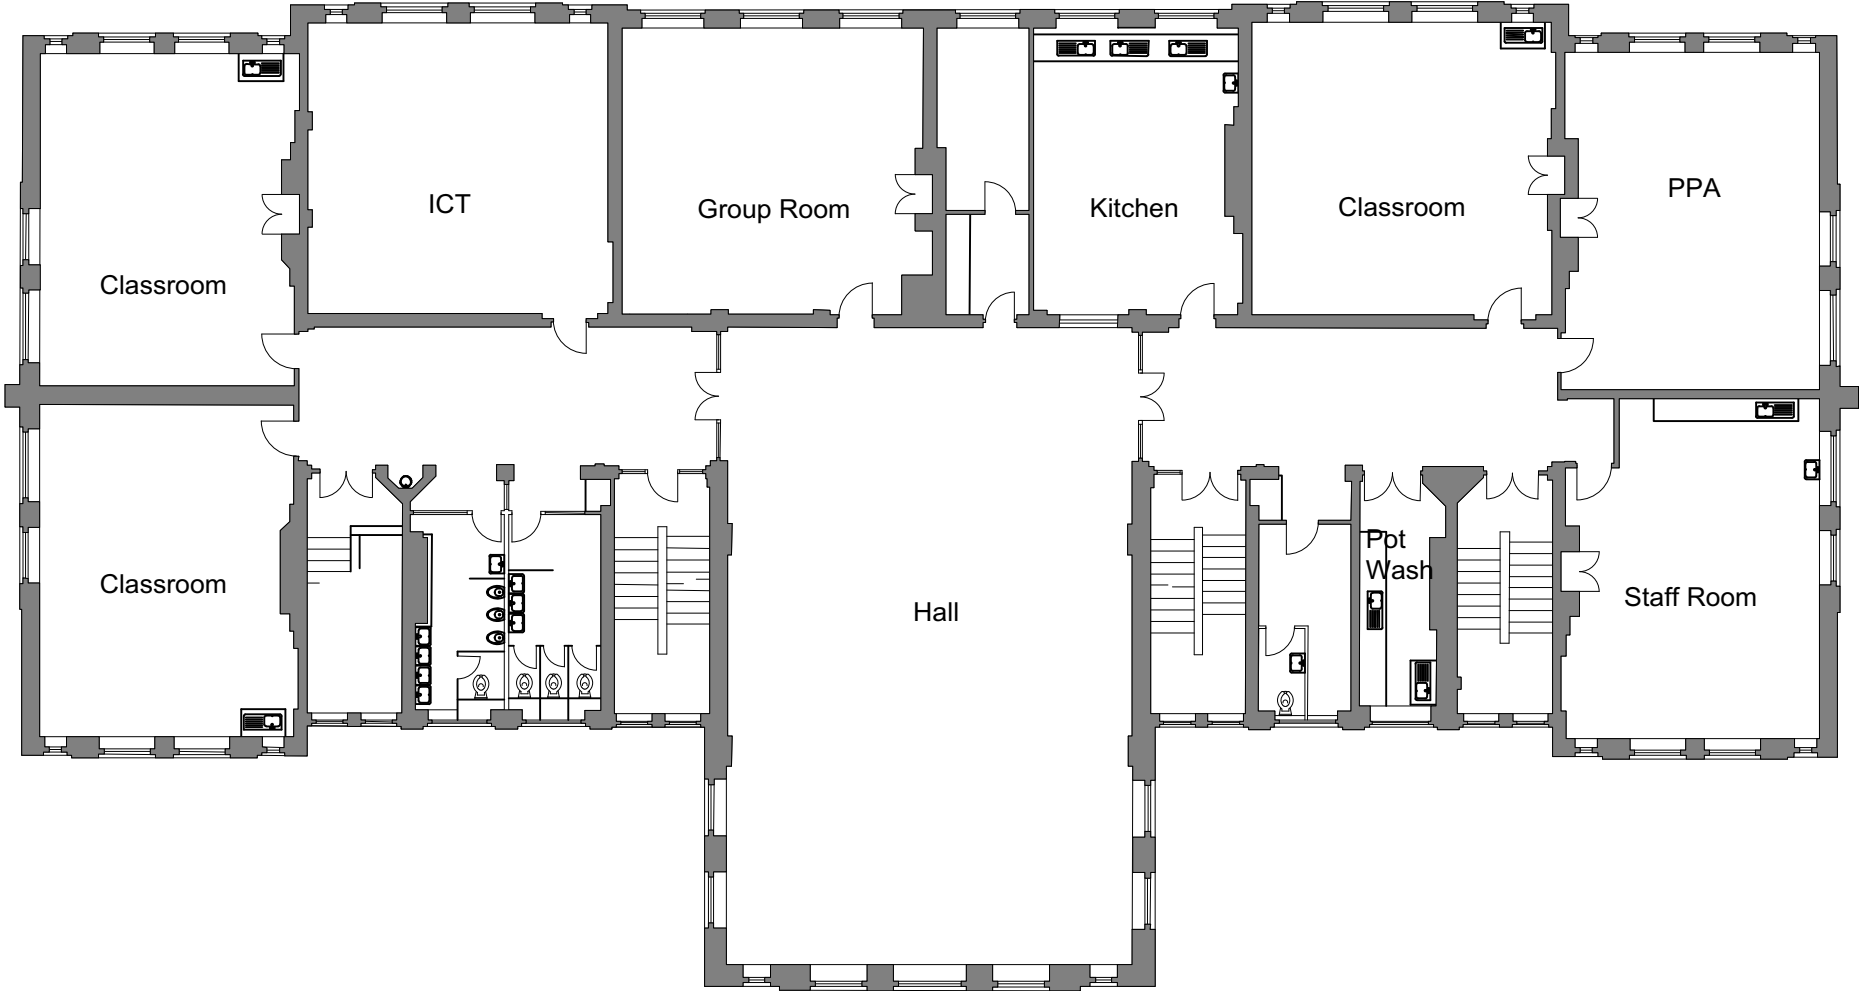 ICT
Group Room
Kitchen
Classroom
PPA
Classroom
Classroom
Hall
Pot
Wash
Staff Room